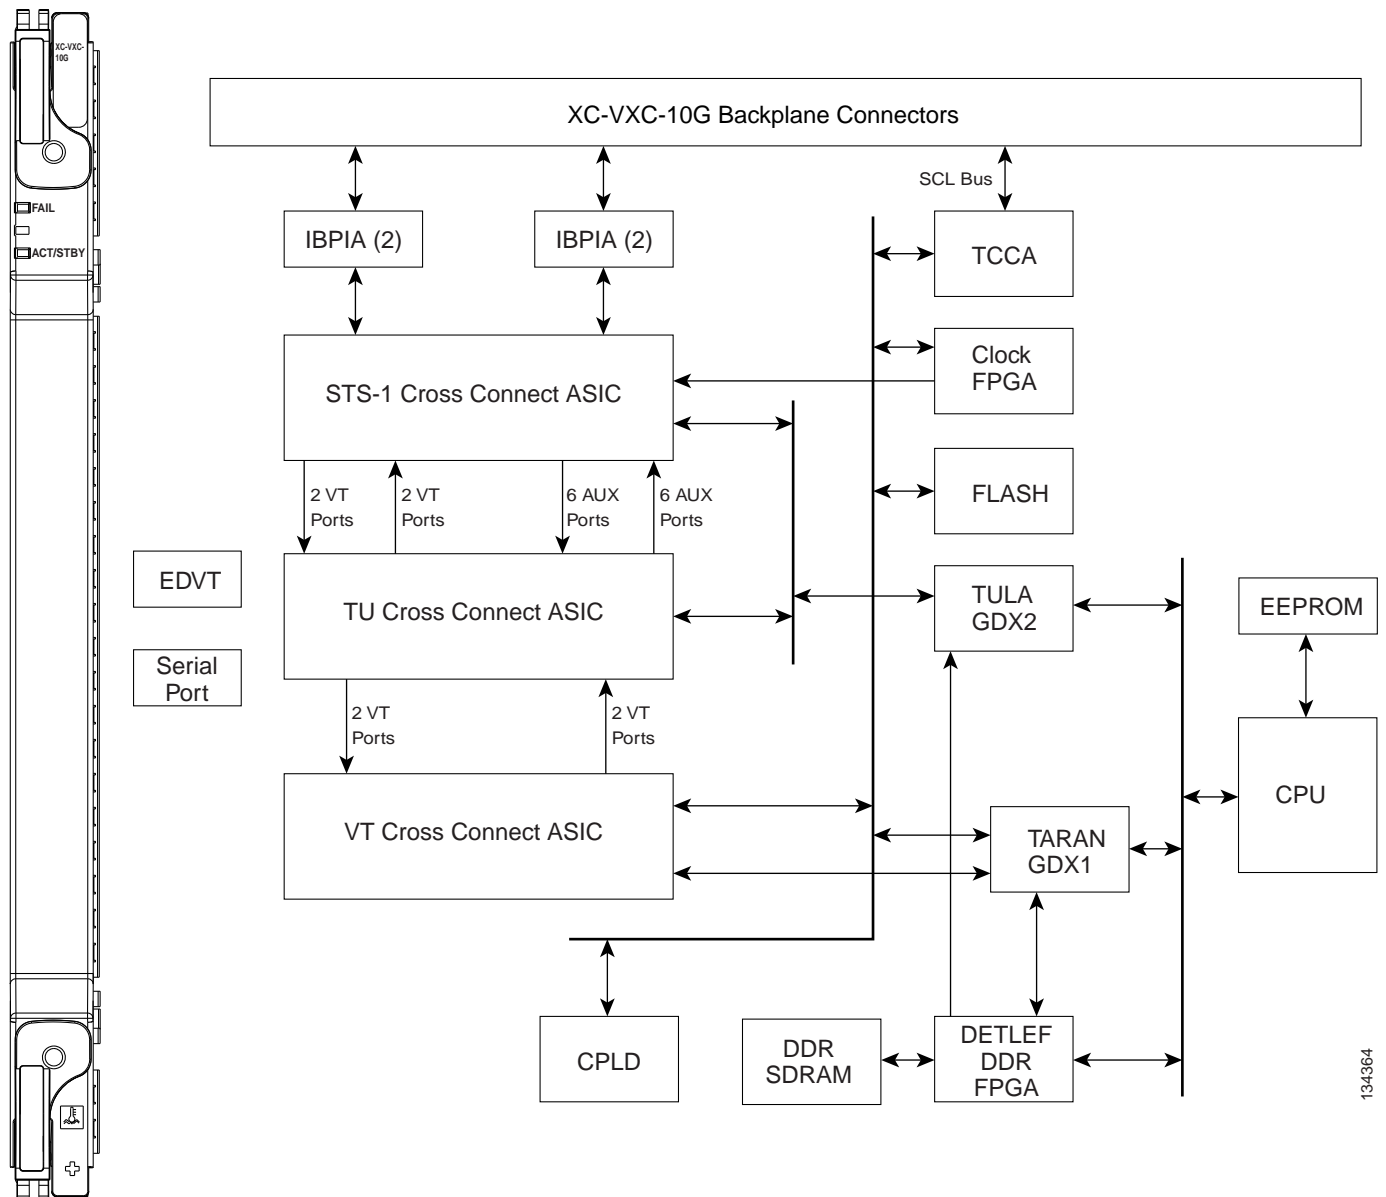 XC-VXC-
10G
FAIL
ACT/STBY
XC-VXC-10G Backplane Connectors
SCL Bus
IBPIA (2)
IBPIA (2)
TCCA
Clock
FPGA
STS-1 Cross Connect ASIC
FLASH
2 VT
Ports
2 VT
Ports
6 AUX
Ports
6 AUX
Ports
EDVT
TU Cross Connect ASIC
TULA
GDX2
EEPROM
Serial
Port
2 VT
Ports
2 VT
Ports
CPU
VT Cross Connect ASIC
TARAN
GDX1
CPLD
DDR
SDRAM
DETLEF
DDR
FPGA
134364